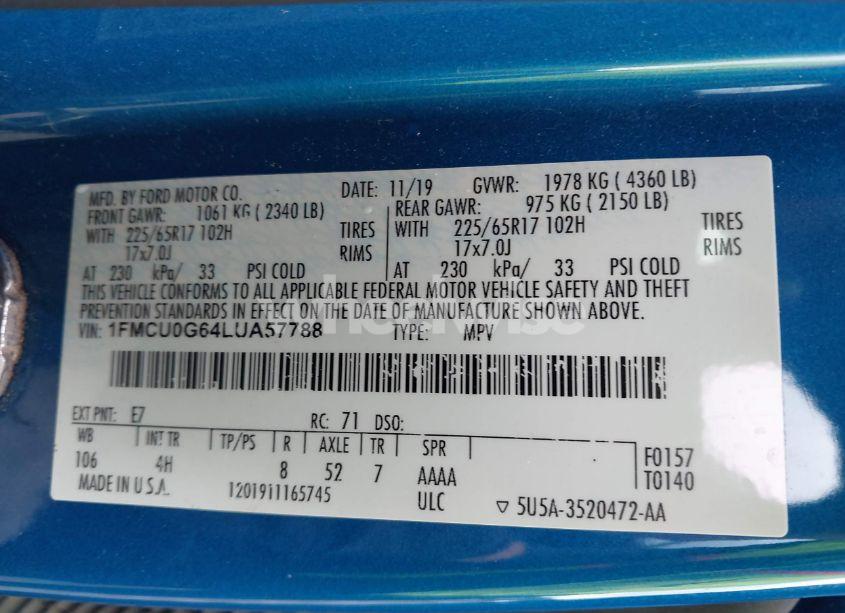 MFD. BY FORD MOTOR CO. DATE: 11/19 GVWR: 1978 KG ( 4360 LB)
FRONT GAWR: 1061 KG ( 2340 LB) REAR GAWR: 975 KG ( 2150 LB)
WITH 225/65R17 102H TIRES WITH 225/65R17 102H TIRES
17x7.0J RIMS 17x7.0J RIMS
AT 230 kPa/ 33 PSI COLD AT 230 kPa/ 33 PSI COLD
THIS VEHICLE CONFORMS TO ALL APPLICABLE FEDERAL MOTOR VEHICLE SAFETY AND THEFT
PREVENTION STANDARDS IN EFFECT ON THE DATE OF MANUFACTURE SHOWN ABOVE.
VIN: 1FMCU0G64LUA57788 TYPE: MPV
EXT PNT: E7 RC: 71 DSO:
WB INT TR TP/PS R AXLE TR SPR F0157
106 4H 8 52 7 AAAA T0140
MADE IN U.S.A. 1201911165745 ULC ▽ 5U5A-3520472-AA